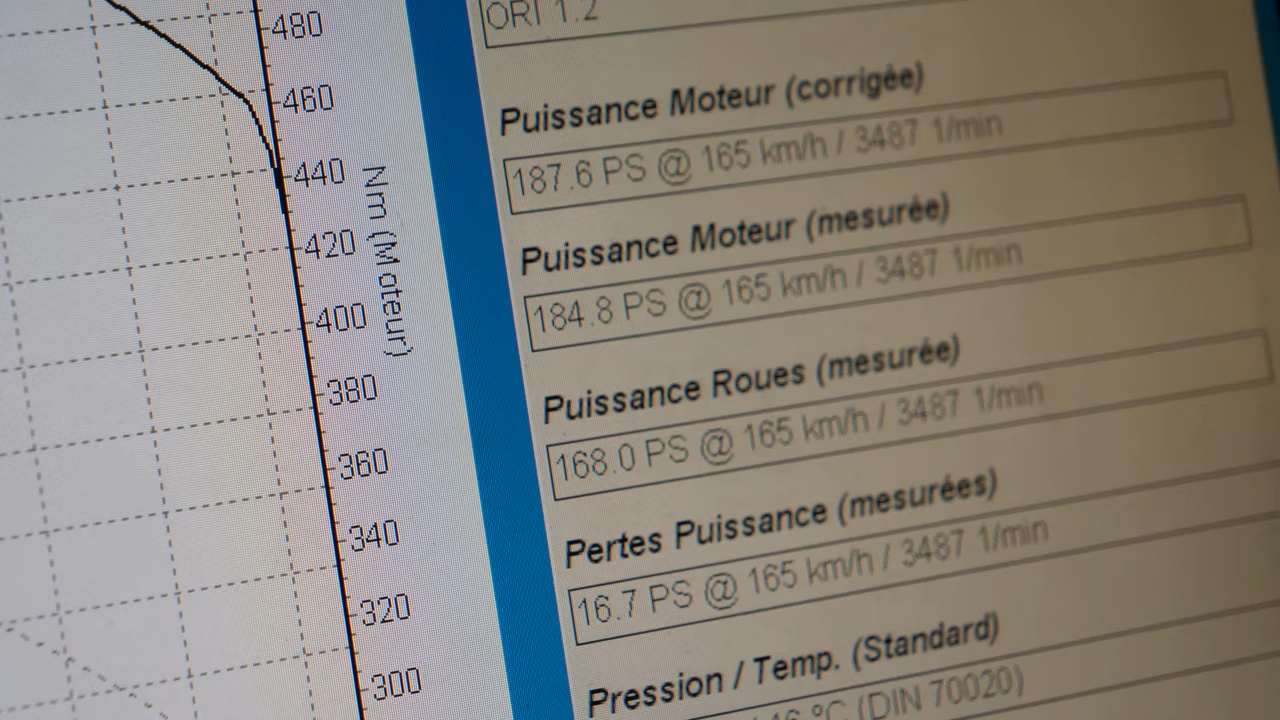 480
460
440
420
400
380
360
340
320
300
Nm (Moteur)
ORI 1.2
Puissance Moteur (corrigée)
187.6 PS @ 165 km/h / 3487 1/min
Puissance Moteur (mesurée)
184.8 PS @ 165 km/h / 3487 1/min
Puissance Roues (mesurée)
168.0 PS @ 165 km/h / 3487 1/min
Pertes Puissance (mesurées)
16.7 PS @ 165 km/h / 3487 1/min
Pression / Temp. (Standard)
°C (DIN 70020)